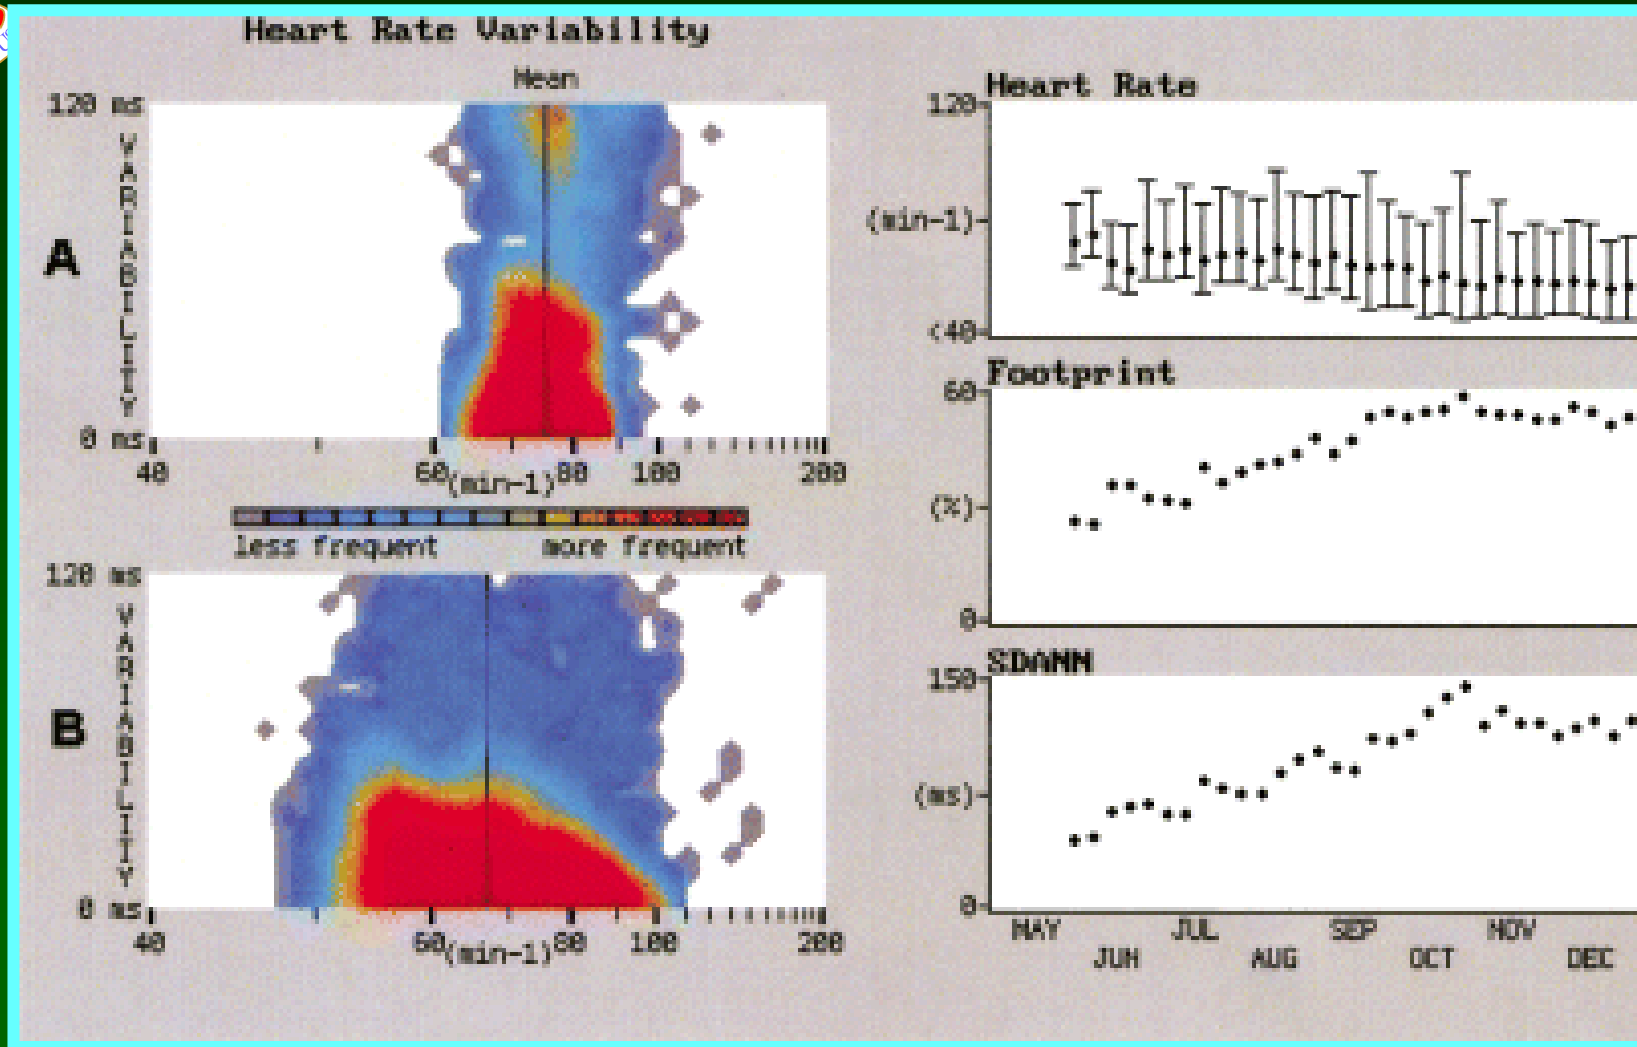 Heart Rate Variability
Mean
120 ms
VARIABILITY
A
0 ms
40 60 (min-1) 80 100 200
less frequent more frequent
120 ms
VARIABILITY
B
0 ms
40 60 (min-1) 80 100 200
Heart Rate
120
(min-1)
<40
Footprint
60
(%)
0
SDANN
150
(ms)
0
MAY JUL SEP NOV
JUN AUG OCT DEC